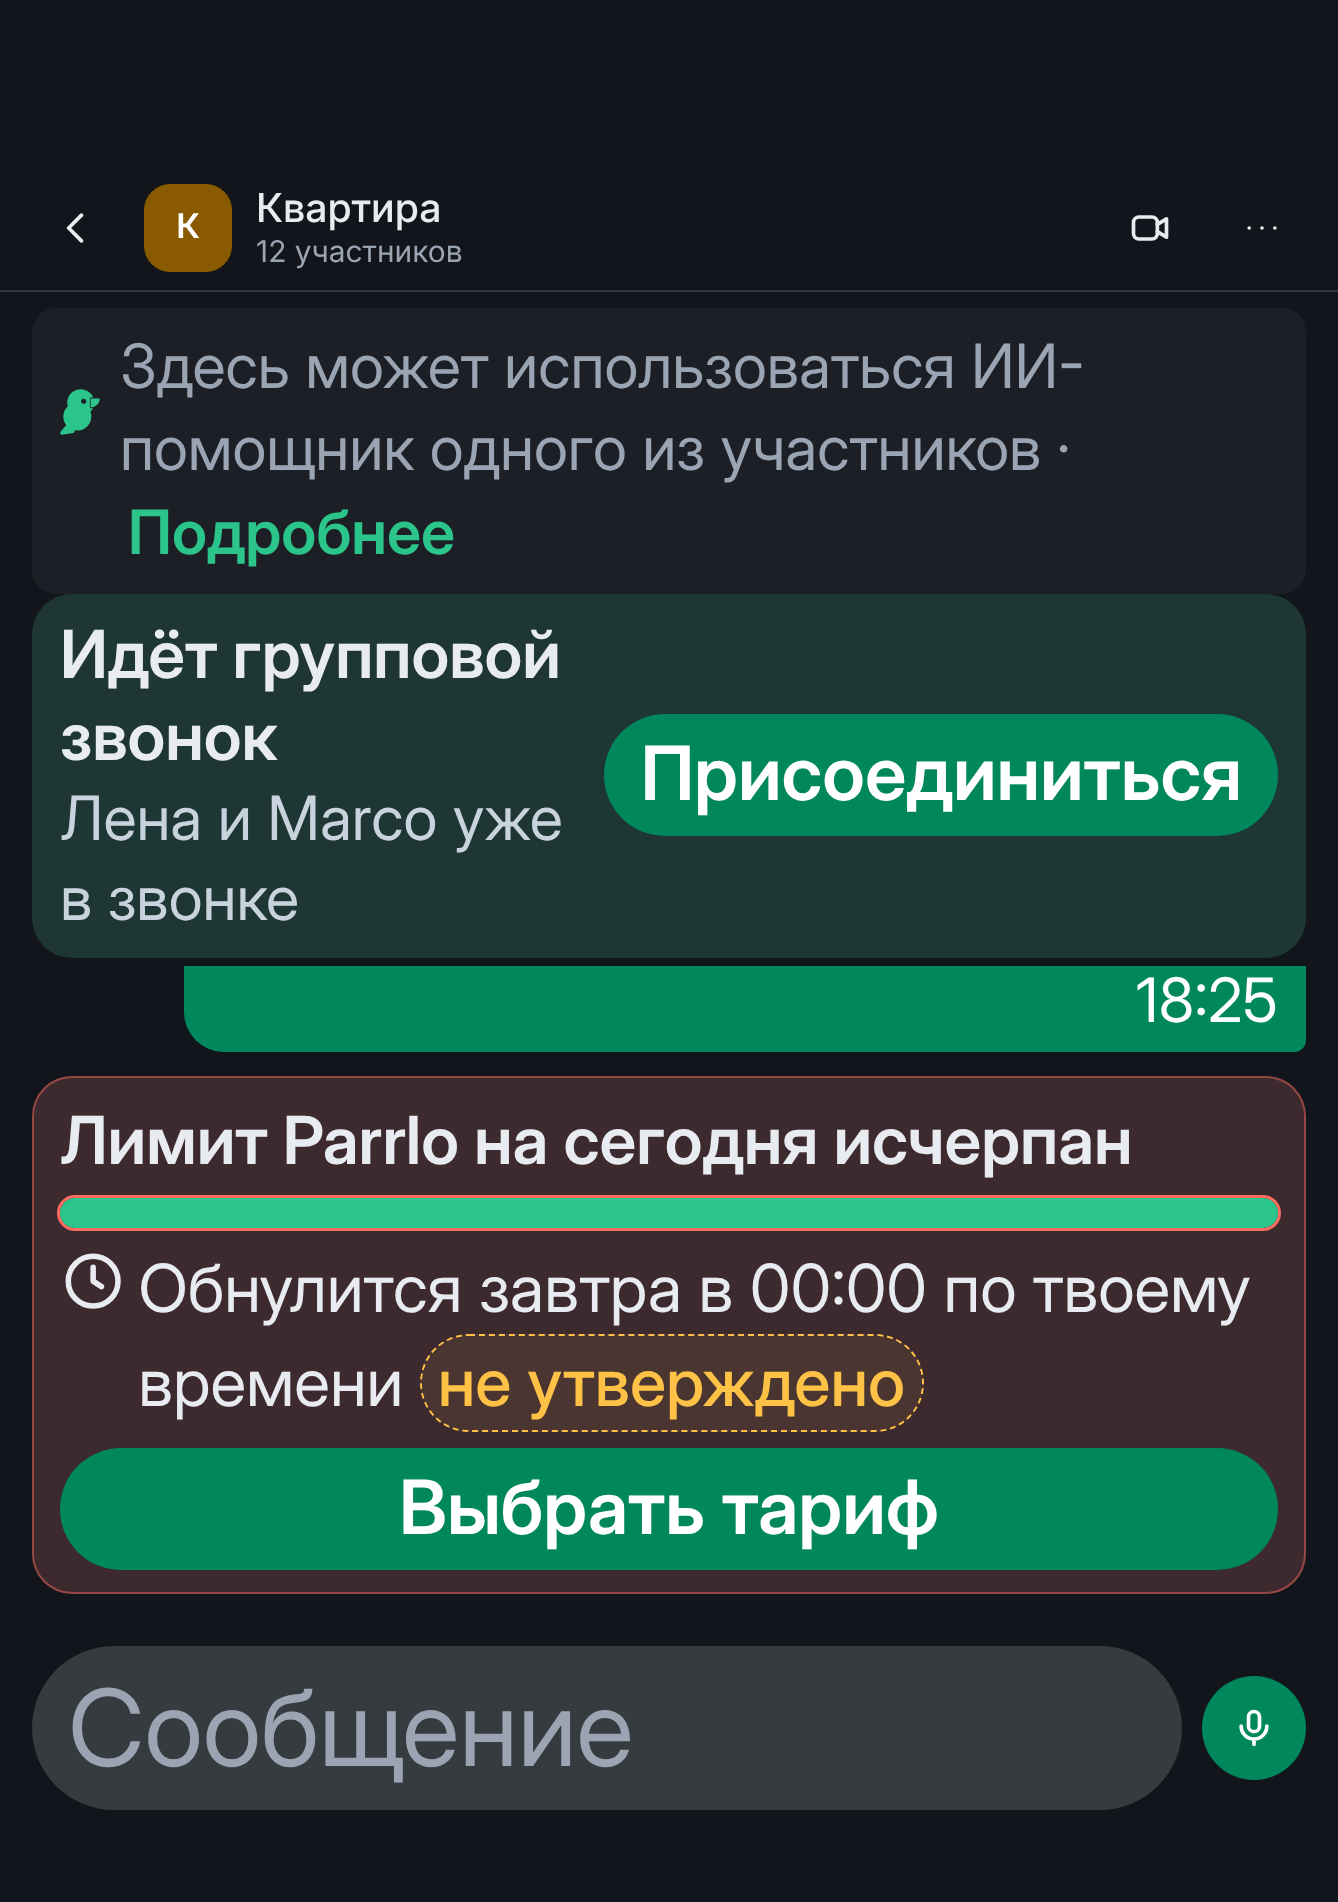 К
Квартира
12 участников
Здесь может использоваться ИИ-
помощник одного из участников ·
Подробнее
Идёт групповой
звонок
Лена и Marco уже
в звонке
Присоединиться
18:25
Лимит Parrlo на сегодня исчерпан
Обнулится завтра в 00:00 по твоему
времени не утверждено
Выбрать тариф
Сообщение